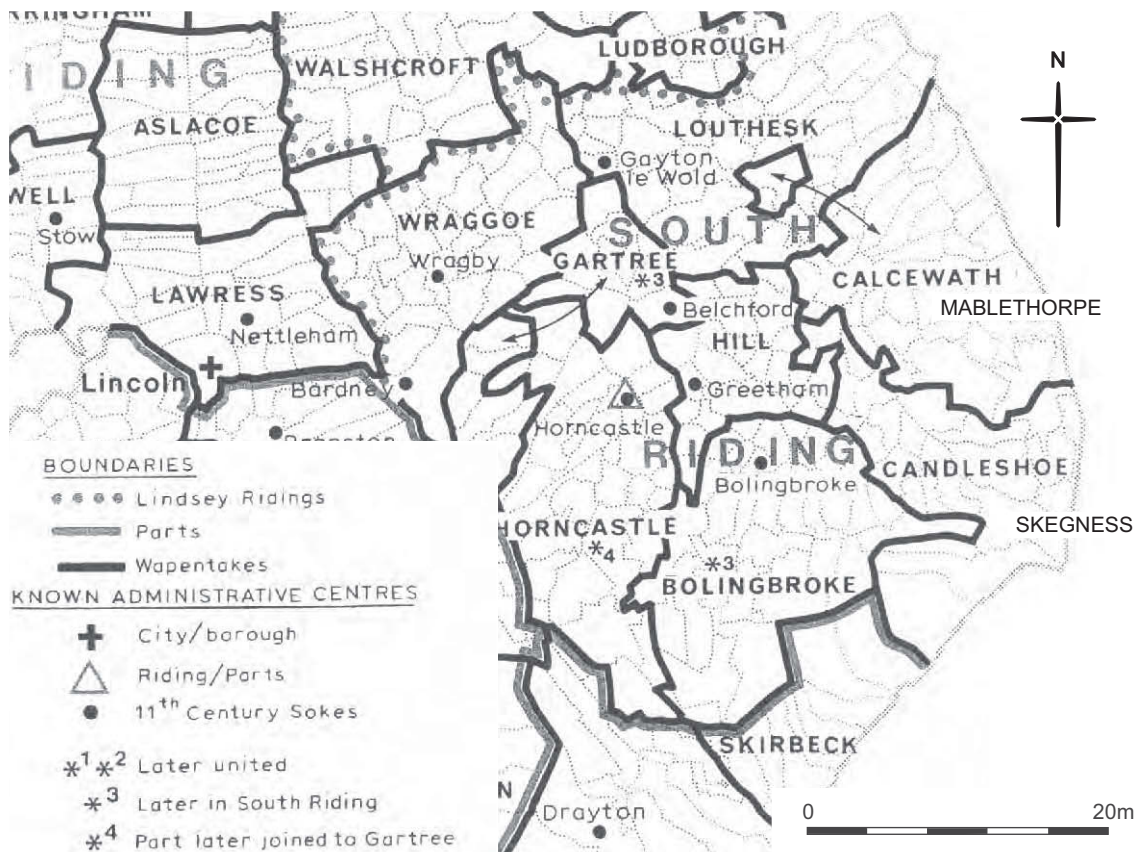 RRINGHAM
LUDBOROUGH
N
WALSHCROFT
IDING
ASLACOE
LOUTHESK
Gayton
le Wold
WELL
Stow
WRAGGOE
SOUTH
Wragby
GARTREE
*3
CALCEWATH
LAWRESS
Belchford
MABLETHORPE
Nettleham
HILL
Lincoln
Bardney
Greetham
Horncastle
RIDING
CANDLESHOE
Bolingbroke
SKEGNESS
HORNCASTLE
*4
*3
BOLINGBROKE
SKIRBECK
N
Drayton
BOUNDARIES
Lindsey Ridings
Parts
Wapentakes
KNOWN ADMINISTRATIVE CENTRES
City/borough
Riding/Parts
11th Century Sokes
*1 *2 Later united
*3 Later in South Riding
*4 Part later joined to Gartree
0 20m